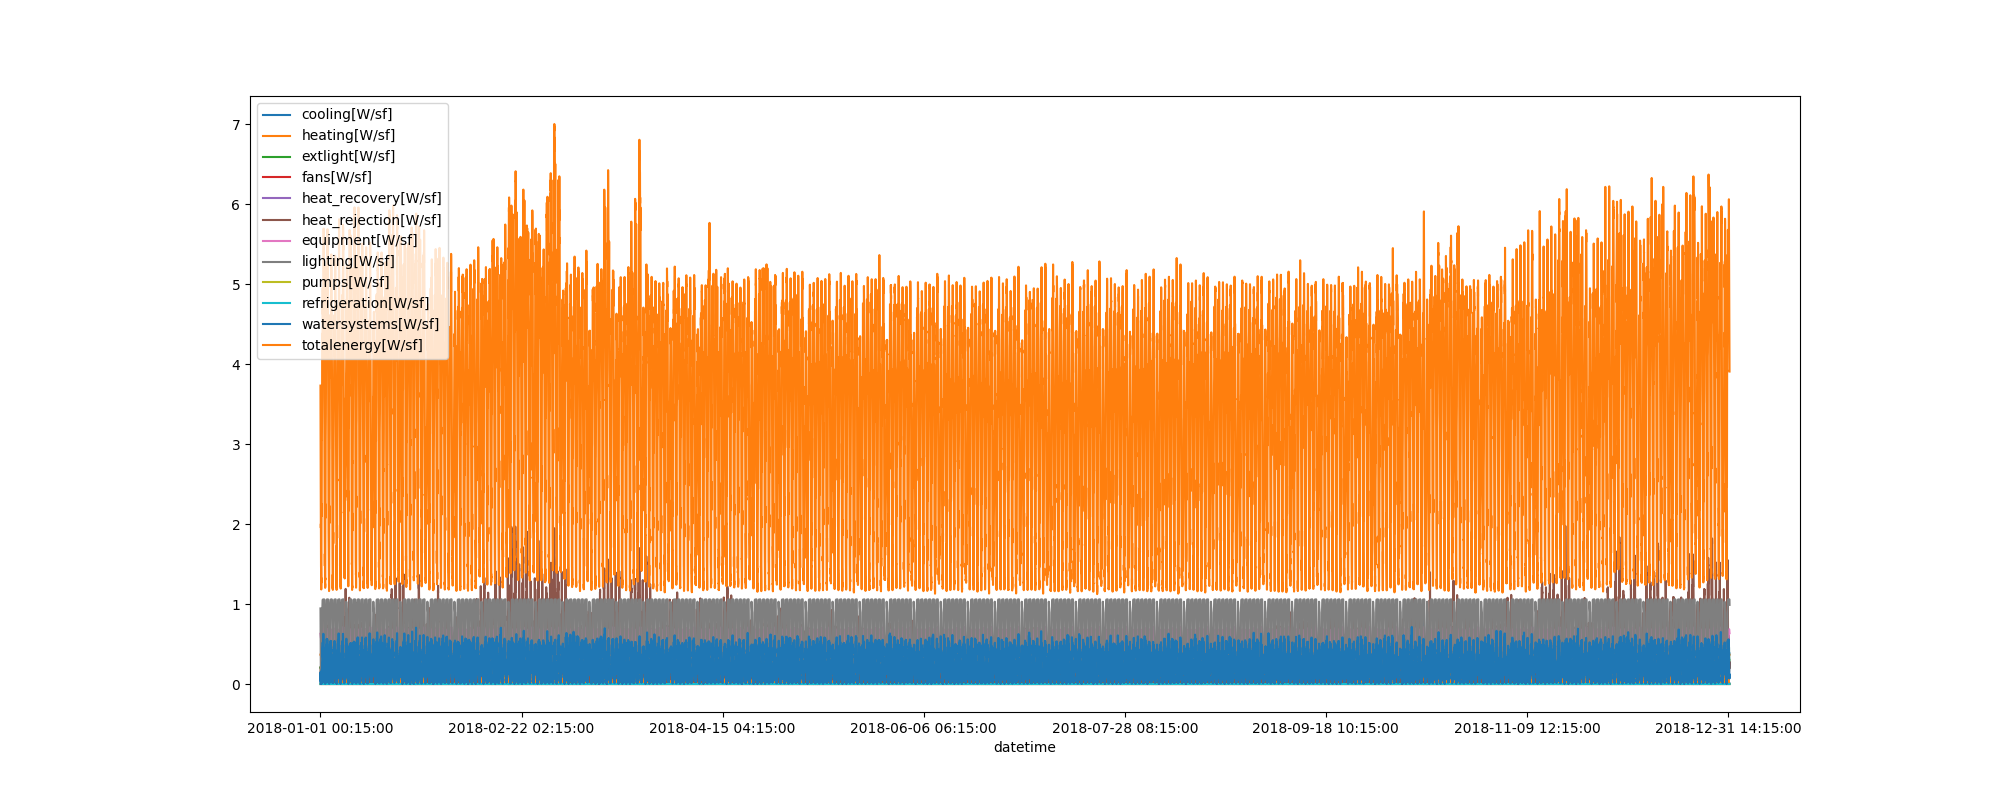 cooling[W/sf]
heating[W/sf]
extlight[W/sf]
fans[W/sf]
heat_recovery[W/sf]
heat_rejection[W/sf]
equipment[W/sf]
lighting[W/sf]
pumps[W/sf]
refrigeration[W/sf]
watersystems[W/sf]
totalenergy[W/sf]
7
6
5
4
3
2
1
0
2018-01-01 00:15:00 2018-02-22 02:15:00 2018-04-15 04:15:00 2018-06-06 06:15:00 2018-07-28 08:15:00 2018-09-18 10:15:00 2018-11-09 12:15:00 2018-12-31 14:15:00
datetime